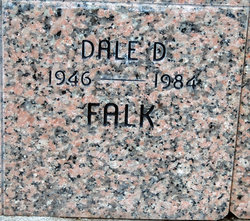 DALE D.
1946 — 1984
FALK